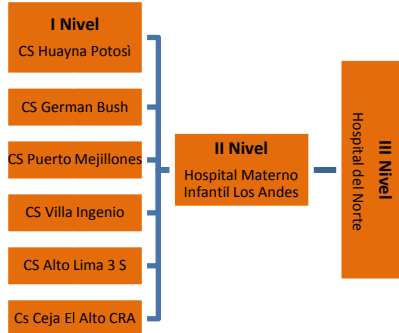 I Nivel
CS Huayna Potosì
CS German Bush
CS Puerto Mejillones
CS Villa Ingenio
CS Alto Lima 3 S
Cs Ceja El Alto CRA
II Nivel
Hospital Materno
Infantil Los Andes
III Nivel
Hospital del Norte